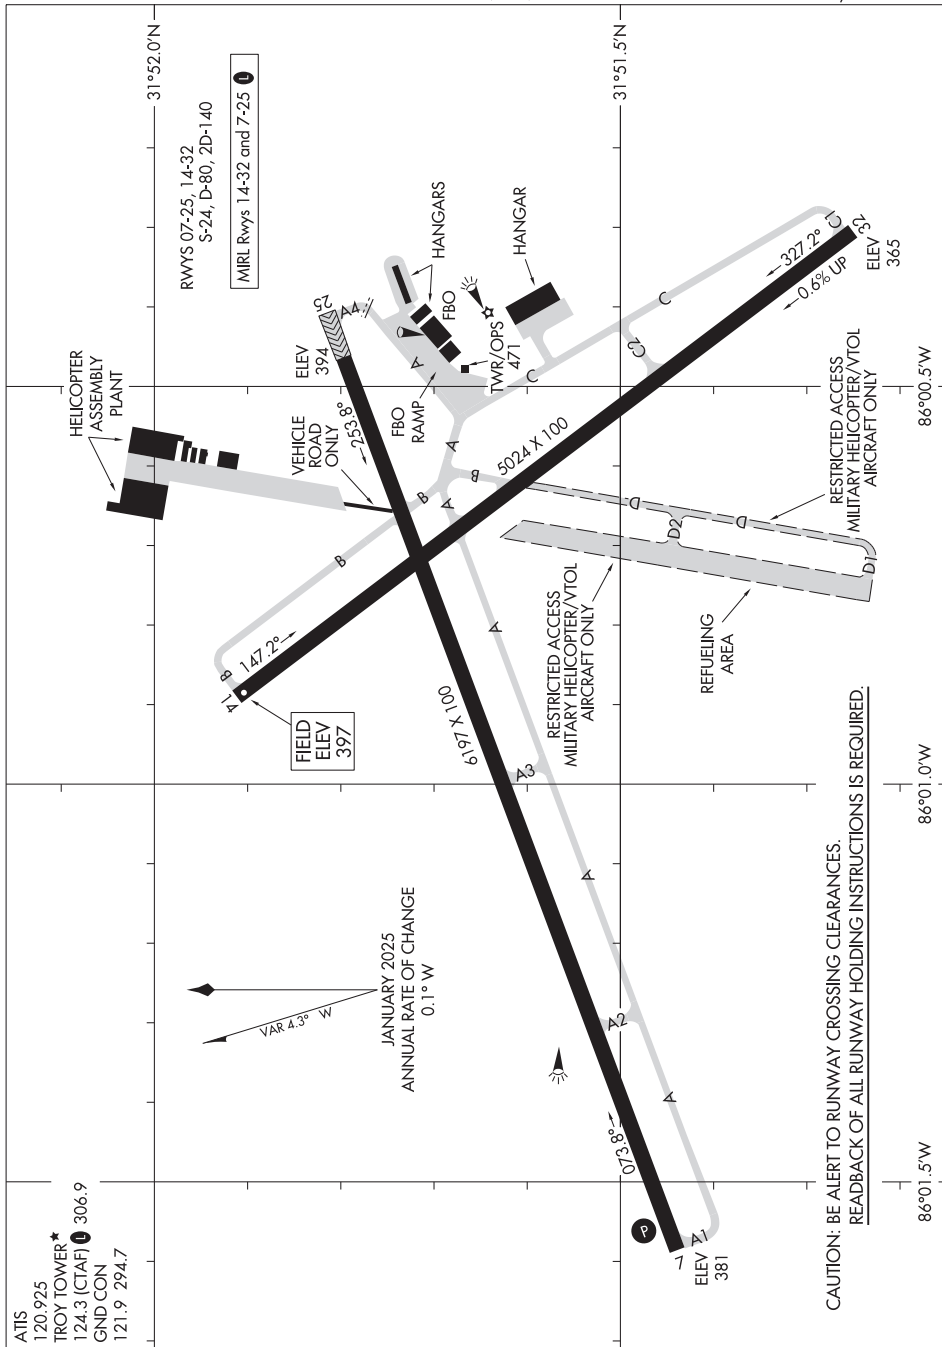 ATIS
120.925
TROY TOWER★
124.3 (CTAF) L 306.9
GND CON
121.9 294.7
RWYS 07-25, 14-32
S-24, D-80, 2D-140
MIRL Rwys 14-32 and 7-25 L
31°52.0'N
31°51.5'N
86°01.5'W
86°01.0'W
86°00.5'W
JANUARY 2025
ANNUAL RATE OF CHANGE
0.1° W
VAR 4.3° W
HELICOPTER
ASSEMBLY
PLANT
VEHICLE
ROAD
ONLY
FIELD
ELEV
397
14
147.2°
B
B
B
B
ELEV
394
25
253.8°
A4
A
A
A
A
A
A
HANGARS
FBO
FBO
RAMP
TWR/OPS
471
HANGAR
C
C
C2
C1
32
327.2°
0.6% UP
ELEV
365
5024 X 100
6197 X 100
A3
A2
A1
P
7
073.8°
ELEV
381
D
D
D2
D1
RESTRICTED ACCESS
MILITARY HELICOPTER/VTOL
AIRCRAFT ONLY
RESTRICTED ACCESS
MILITARY HELICOPTER/VTOL
AIRCRAFT ONLY
REFUELING
AREA
CAUTION: BE ALERT TO RUNWAY CROSSING CLEARANCES.
READBACK OF ALL RUNWAY HOLDING INSTRUCTIONS IS REQUIRED.